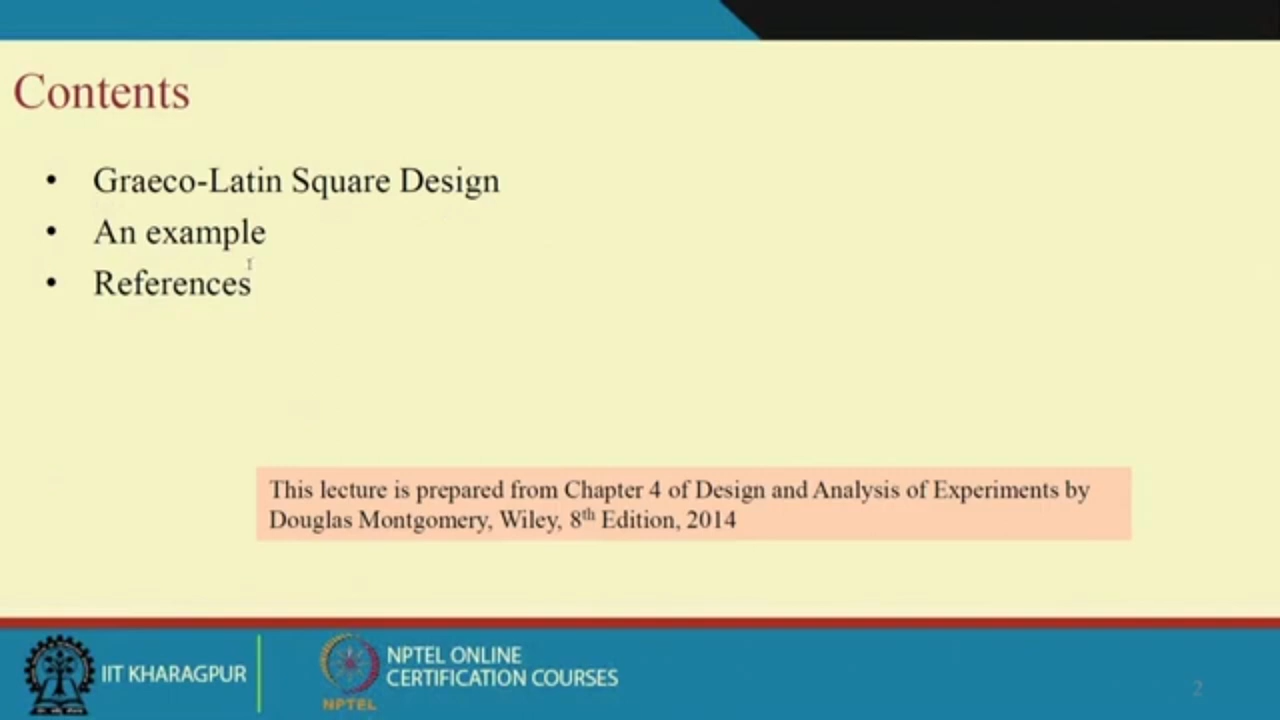 Contents
• Graeco-Latin Square Design
• An example
• References
This lecture is prepared from Chapter 4 of Design and Analysis of Experiments by
Douglas Montgomery, Wiley, 8th Edition, 2014
IIT KHARAGPUR
NPTEL
NPTEL ONLINE
CERTIFICATION COURSES
2